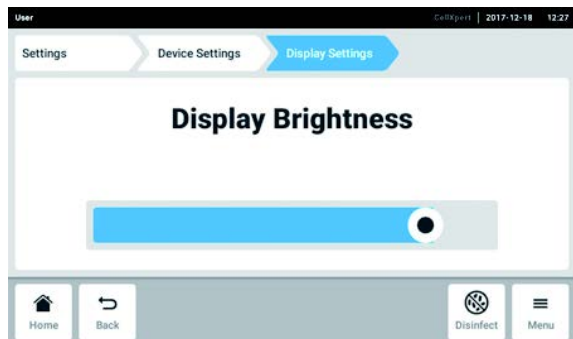 User CellXpert | 2017-12-18 12:27
Settings Device Settings Display Settings
Display Brightness
Home Back Disinfect Menu